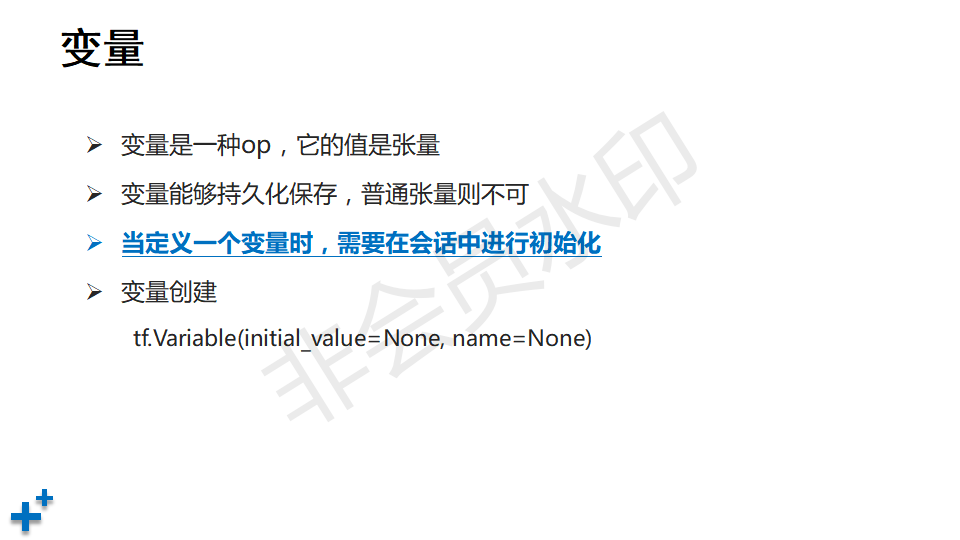 变量
变量是一种op，它的值是张量
变量能够持久化保存，普通张量则不可
当定义一个变量时，需要在会话中进行初始化
变量创建
tf.Variable(initial_value=None, name=None)
非会员水印